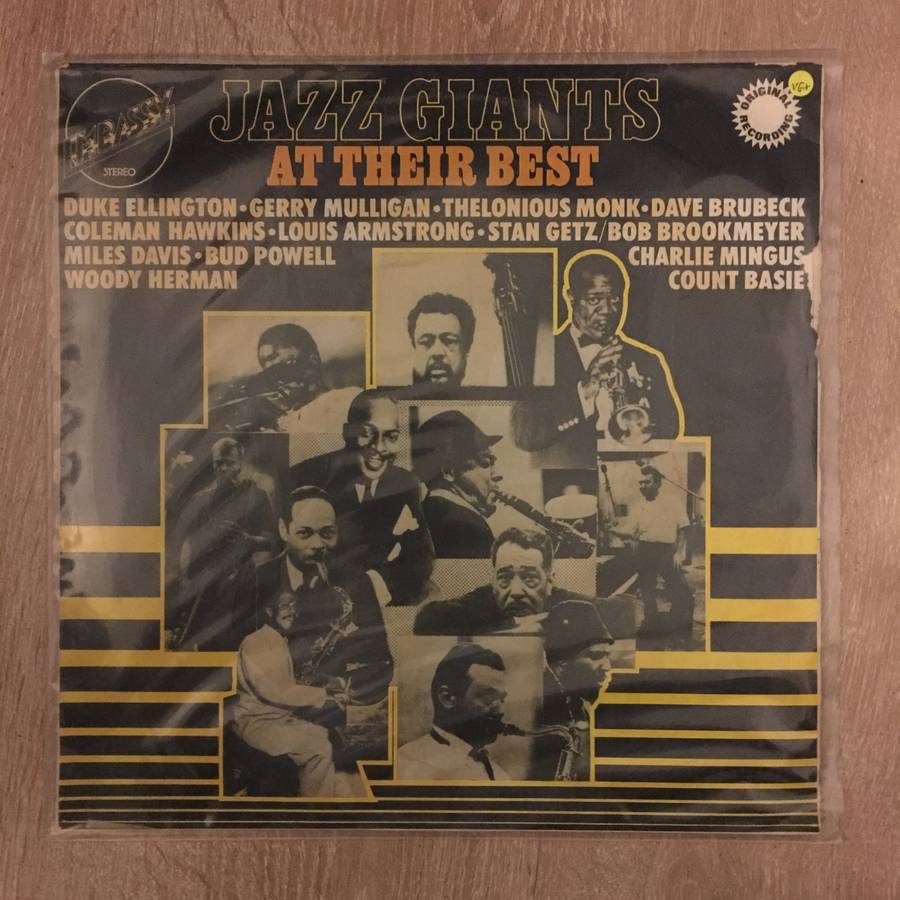 EMBASSY
STEREO
JAZZ GIANTS
AT THEIR BEST
ORIGINAL RECORDING
VG+
DUKE ELLINGTON•GERRY MULLIGAN•THELONIOUS MONK•DAVE BRUBECK
COLEMAN HAWKINS•LOUIS ARMSTRONG•STAN GETZ/BOB BROOKMEYER
MILES DAVIS•BUD POWELL CHARLIE MINGUS
WOODY HERMAN COUNT BASIE